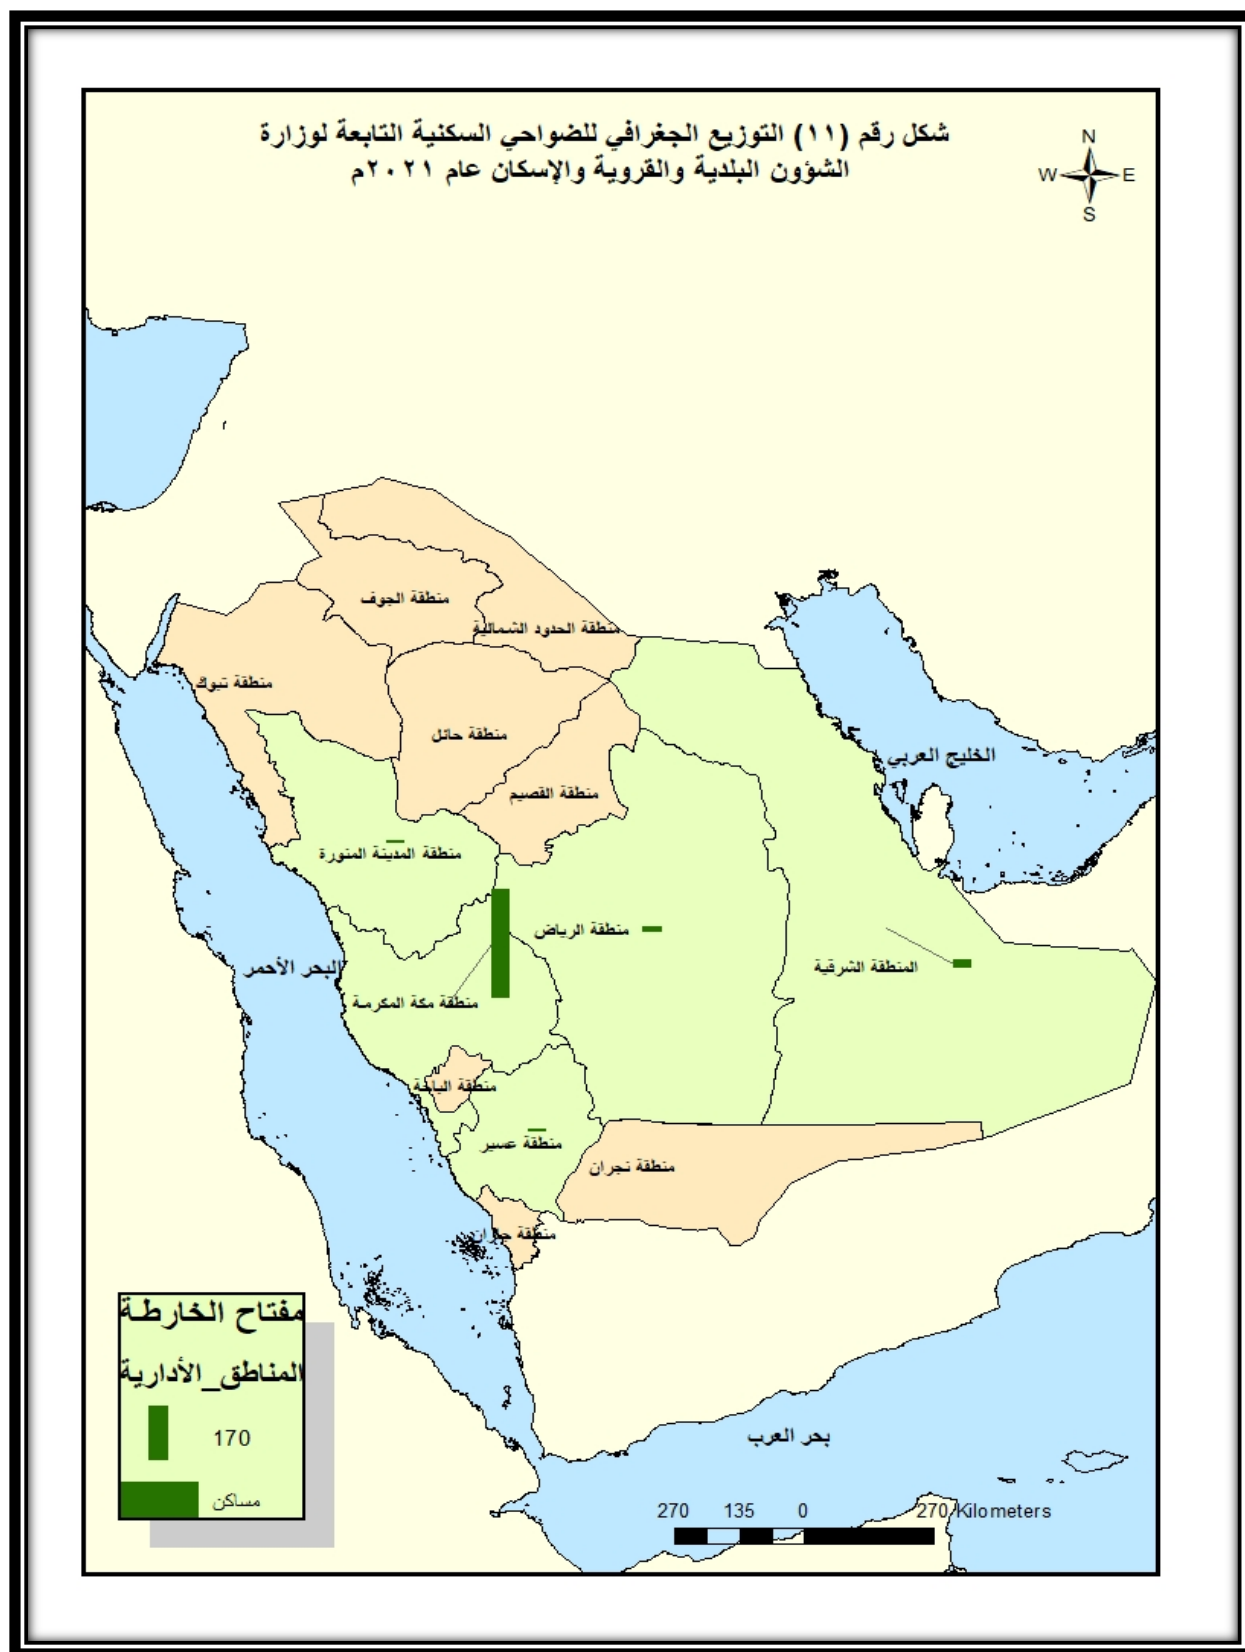 شكل رقم (١١) التوزيع الجغرافي للضواحي السكنية التابعة لوزارة
الشؤون البلدية والقروية والإسكان عام ٢٠٢١م
N
W E
S
منطقة الجوف
منطقة الحدود الشمالية
منطقة تبوك
منطقة حائل
الخليج العربي
منطقة القصيم
منطقة المدينة المنورة
منطقة الرياض
المنطقة الشرقية
البحر الأحمر
منطقة مكة المكرمة
منطقة الباحة
منطقة عسير
منطقة نجران
منطقة جازان
مفتاح الخارطة
المناطق_الأدارية
170
مساكن
بحر العرب
270 135 0 270 Kilometers